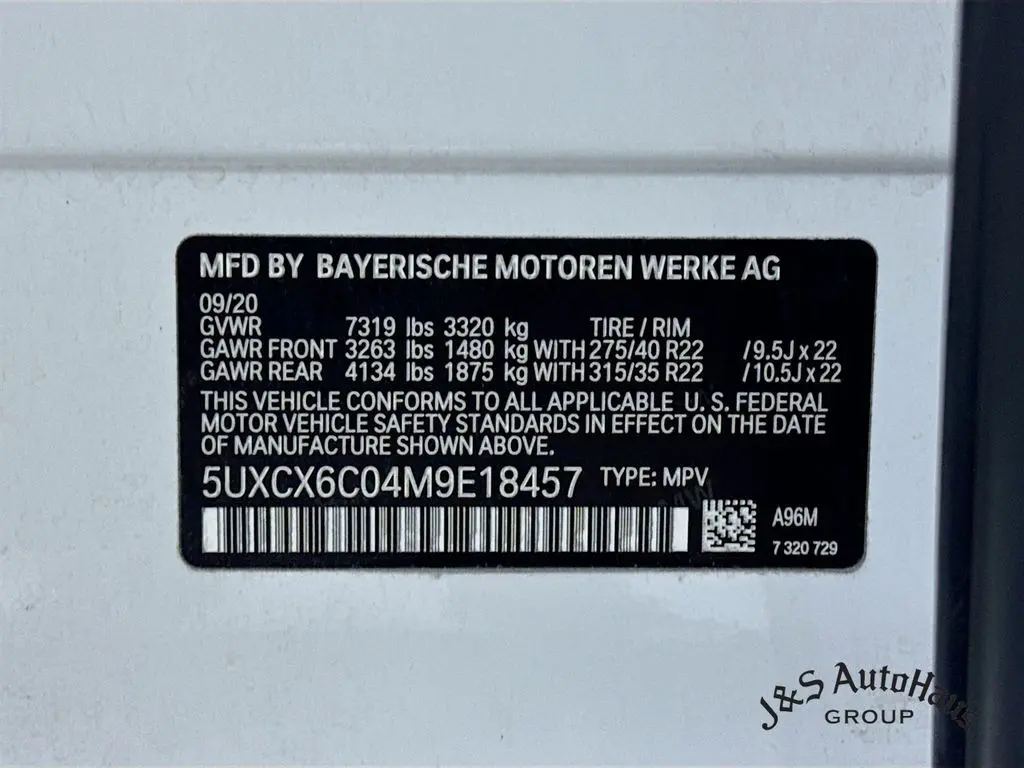 MFD BY BAYERISCHE MOTOREN WERKE AG
09/20
GVWR 7319 lbs 3320 kg TIRE / RIM
GAWR FRONT 3263 lbs 1480 kg WITH 275/40 R22 / 9.5J x 22
GAWR REAR 4134 lbs 1875 kg WITH 315/35 R22 / 10.5J x 22
THIS VEHICLE CONFORMS TO ALL APPLICABLE U. S. FEDERAL
MOTOR VEHICLE SAFETY STANDARDS IN EFFECT ON THE DATE
OF MANUFACTURE SHOWN ABOVE.
5UXCX6C04M9E18457 TYPE: MPV
A96M
7 320 729
J&S AutoHaus
GROUP